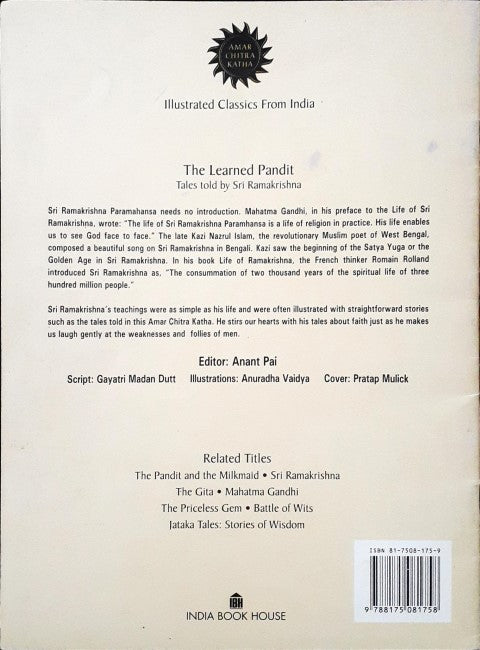 AMAR
CHITRA
KATHA
Illustrated Classics From India
The Learned Pandit
Tales told by Sri Ramakrishna
Sri Ramakrishna Paramahansa needs no introduction. Mahatma Gandhi, in his preface to the Life of Sri
Ramakrishna, wrote: "The life of Sri Ramakrishna Paramhansa is a life of religion in practice. His life enables
us to see God face to face." The late Kazi Nazrul Islam, the revolutionary Muslim poet of West Bengal,
composed a beautiful song on Sri Ramakrishna in Bengali. Kazi saw the beginning of the Satya Yuga or the
Golden Age in Sri Ramakrishna. In his book Life of Ramakrishna, the French thinker Romain Rolland
introduced Sri Ramakrishna as, "The consummation of two thousand years of the spiritual life of three
hundred million people."
Sri Ramakrishna's teachings were as simple as his life and were often illustrated with straightforward stories
such as the tales told in this Amar Chitra Katha. He stirs our hearts with his tales about faith just as he makes
us laugh gently at the weaknesses and follies of men.
Editor: Anant Pai
Script: Gayatri Madan Dutt Illustrations: Anuradha Vaidya Cover: Pratap Mulick
Related Titles
The Pandit and the Milkmaid • Sri Ramakrishna
The Gita • Mahatma Gandhi
The Priceless Gem • Battle of Wits
Jataka Tales: Stories of Wisdom
ISBN 81-7508-175-9
9 788175 081758
IBH
INDIA BOOK HOUSE